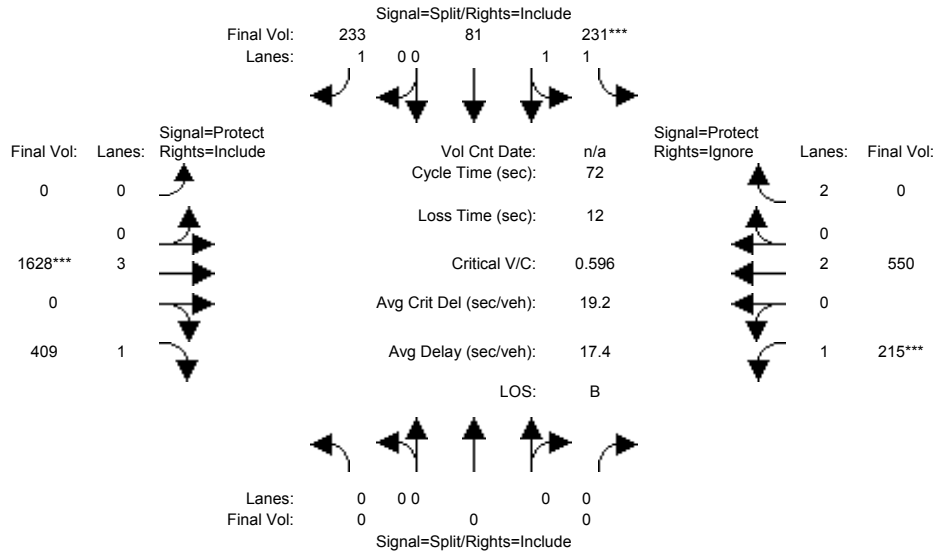 Signal=Split/Rights=Include
Final Vol: 233 81 231***
Lanes: 1 0 0 1 1
Signal=Protect
Final Vol: Lanes: Rights=Include
Vol Cnt Date: n/a
Signal=Protect
Rights=Ignore Lanes: Final Vol:
Cycle Time (sec): 72
0 0
2 0
Loss Time (sec): 12
0
0
1628*** 3
Critical V/C: 0.596
2 550
0
Avg Crit Del (sec/veh): 19.2
0
409 1
Avg Delay (sec/veh): 17.4
1 215***
LOS: B
Lanes: 0 0 0 0 0
Final Vol: 0 0 0
Signal=Split/Rights=Include